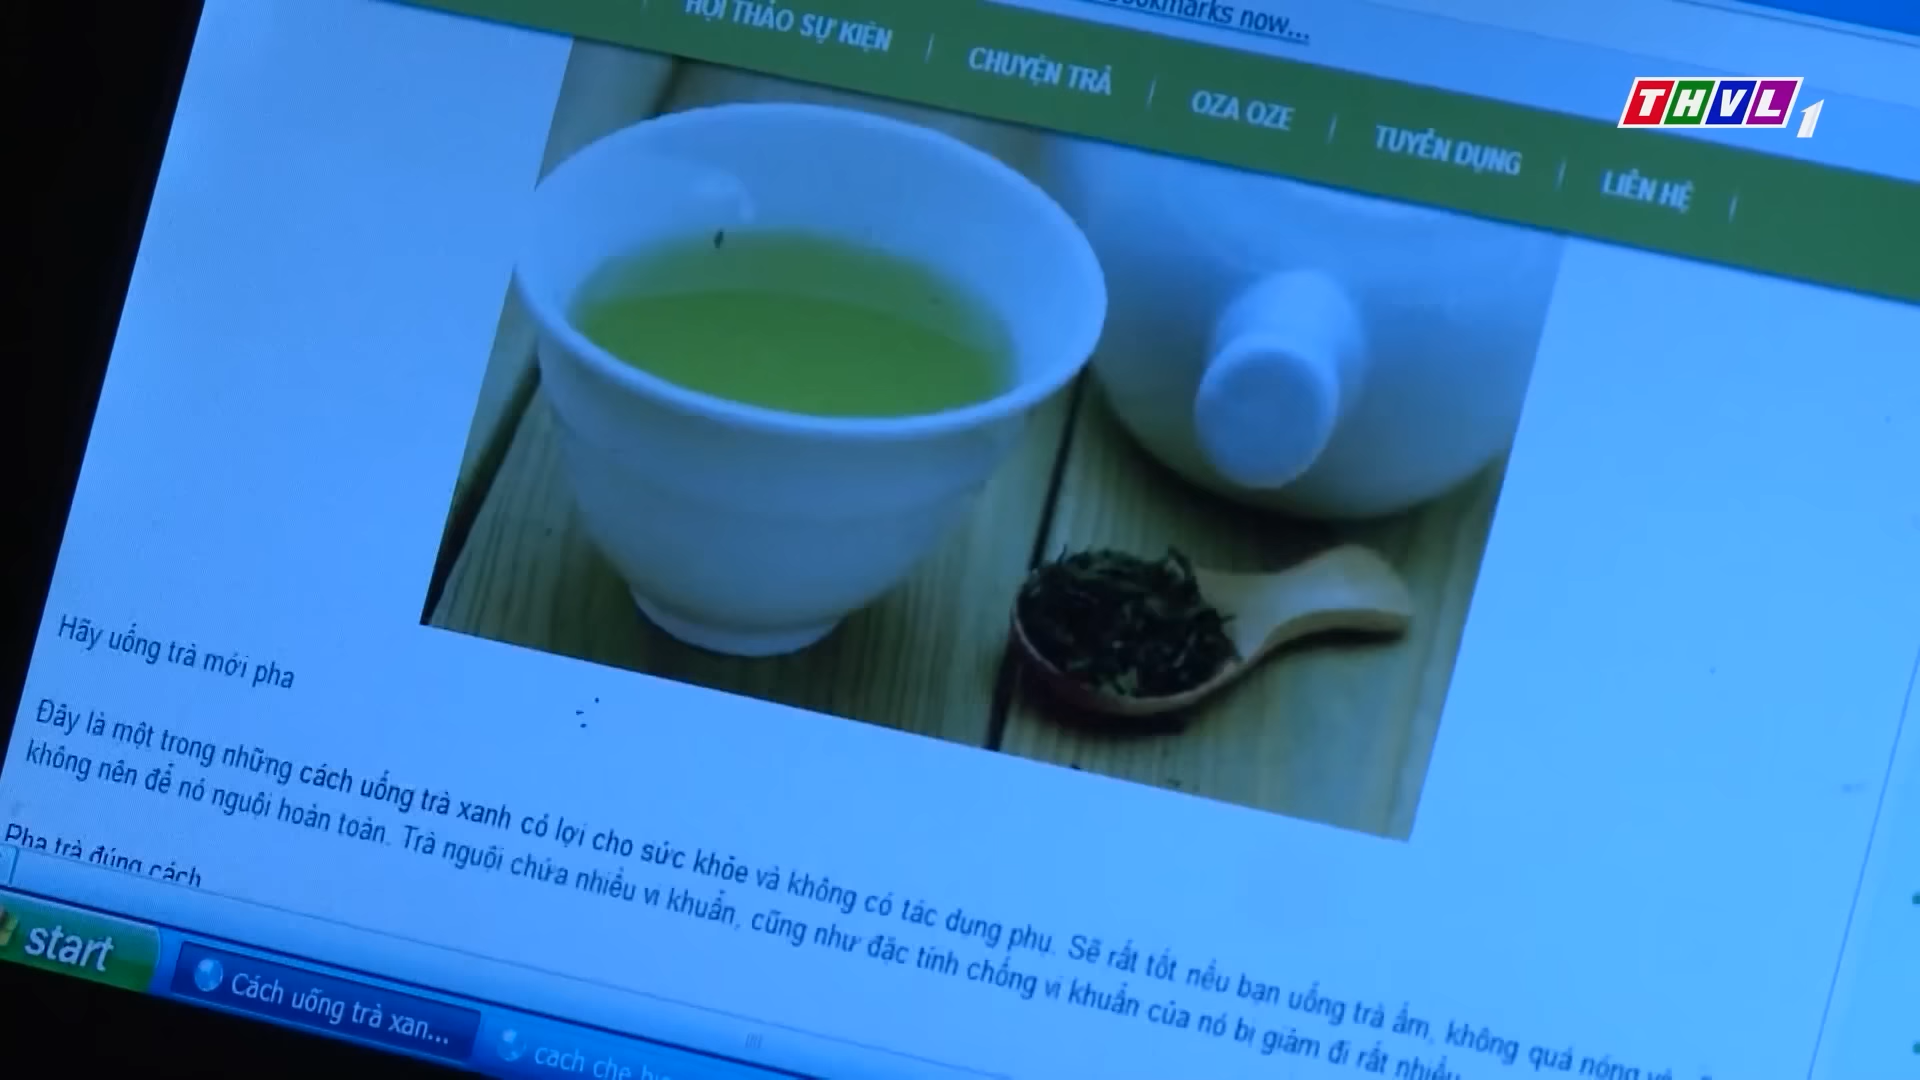 bookmarks now...
HỘI THẢO SỰ KIỆN
CHUYỆN TRÀ
OZA OZE
TUYỂN DỤNG
LIÊN HỆ
THVL1
Hãy uống trà mới pha
Đây là một trong những cách uống trà xanh có lợi cho sức khỏe và không có tác dụng phụ. Sẽ rất tốt nếu bạn uống trà ấm, không quá nóng và
không nên để nó nguội hoàn toàn. Trà nguội chứa nhiều vi khuẩn, cũng như đặc tính chống vi khuẩn của nó bị giảm đi rất nhiều.
Pha trà đúng cách
start
Cách uống trà xan...
cach che